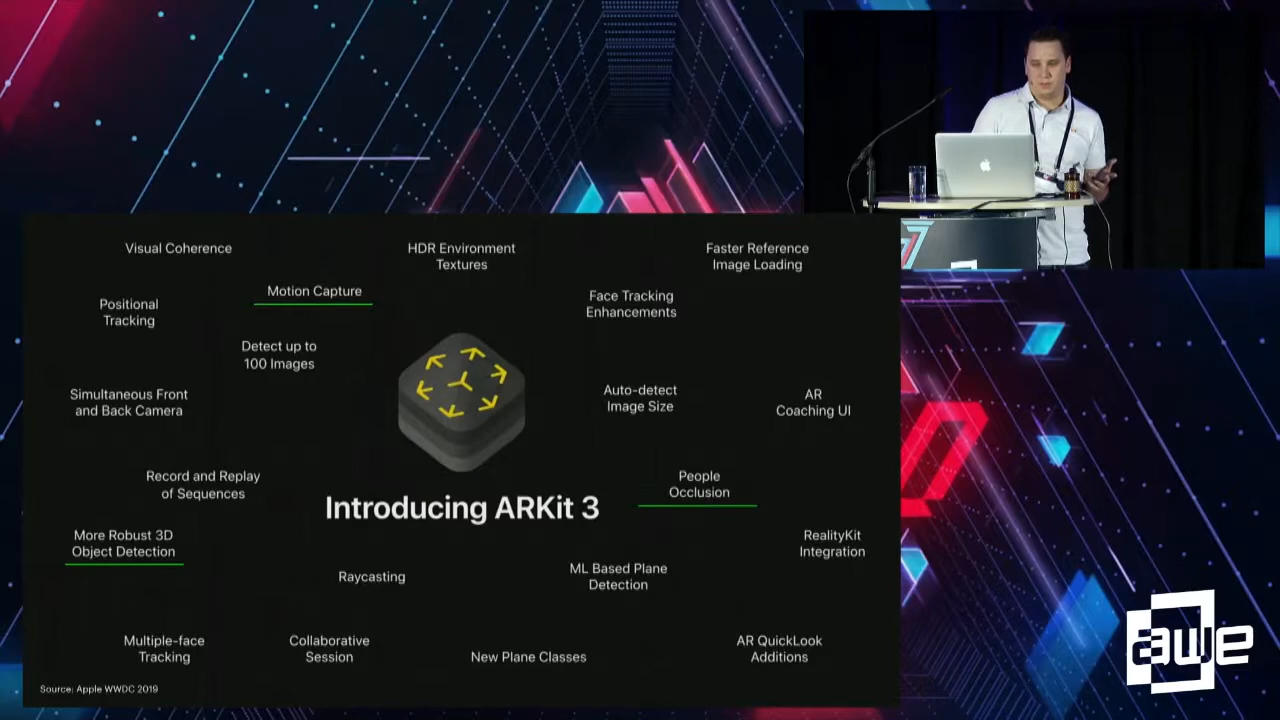 Visual Coherence
HDR Environment
Textures
Faster Reference
Image Loading
Motion Capture
Positional
Tracking
Face Tracking
Enhancements
Detect up to
100 Images
Simultaneous Front
and Back Camera
Auto-detect
Image Size
AR
Coaching UI
Record and Replay
of Sequences
People
Occlusion
Introducing ARKit 3
More Robust 3D
Object Detection
RealityKit
Integration
Raycasting
ML Based Plane
Detection
Multiple-face
Tracking
Collaborative
Session
New Plane Classes
AR QuickLook
Additions
Source: Apple WWDC 2019
awe